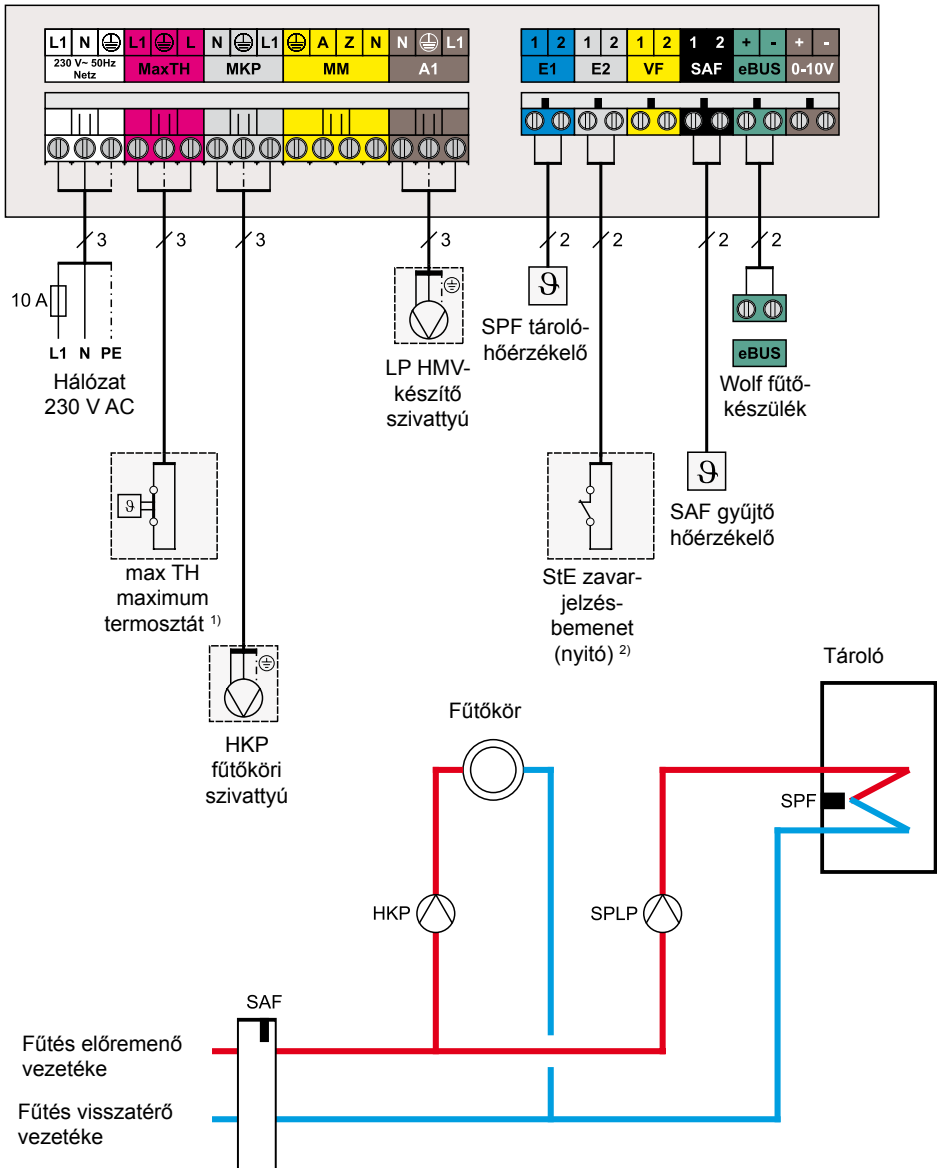 L1 N L1 L N L1 A Z N N L1
1 2 1 2 1 2 1 2 + - + -
230 V~ 50Hz
Netz
MaxTH MKP MM A1
E1 E2 VF SAF eBUS 0-10V
3 3 3 3 2 2 2 2
10 A
L1 N PE
Hálózat
230 V AC
LP HMV-
készítő
szivattyú
ϑ
SPF tároló-
hőérzékelő
eBUS
Wolf fűtő-
készülék
ϑ
max TH
maximum
termosztát 1)
StE zavar-
jelzés-
bemenet
(nyitó) 2)
ϑ
SAF gyűjtő
hőérzékelő
HKP
fűtőköri
szivattyú
Fűtőkör
Tároló
SPF
HKP
SPLP
SAF
Fűtés előremenő
vezetéke
Fűtés visszatérő
vezetéke